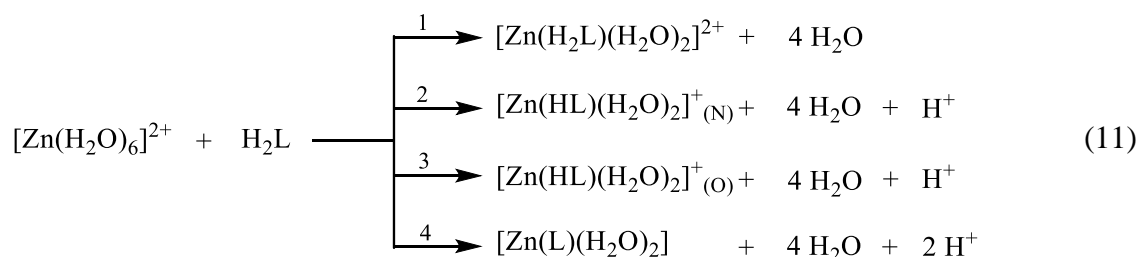 1 [Zn(H₂L)(H₂O)₂]²⁺ + 4 H₂O
2 [Zn(HL)(H₂O)₂]⁺(N) + 4 H₂O + H⁺
[Zn(H₂O)₆]²⁺ + H₂L (11)
3 [Zn(HL)(H₂O)₂]⁺(O) + 4 H₂O + H⁺
4 [Zn(L)(H₂O)₂] + 4 H₂O + 2 H⁺